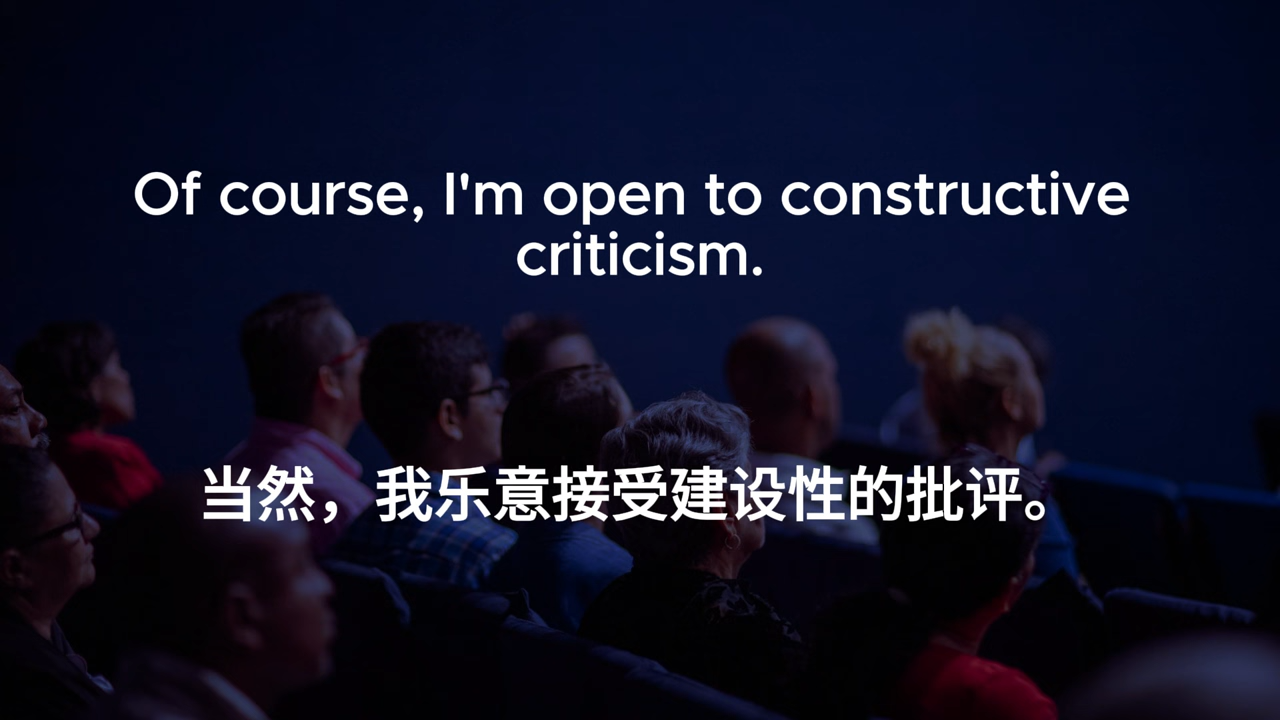 Of course, I'm open to constructive
criticism.
当然，我乐意接受建设性的批评。